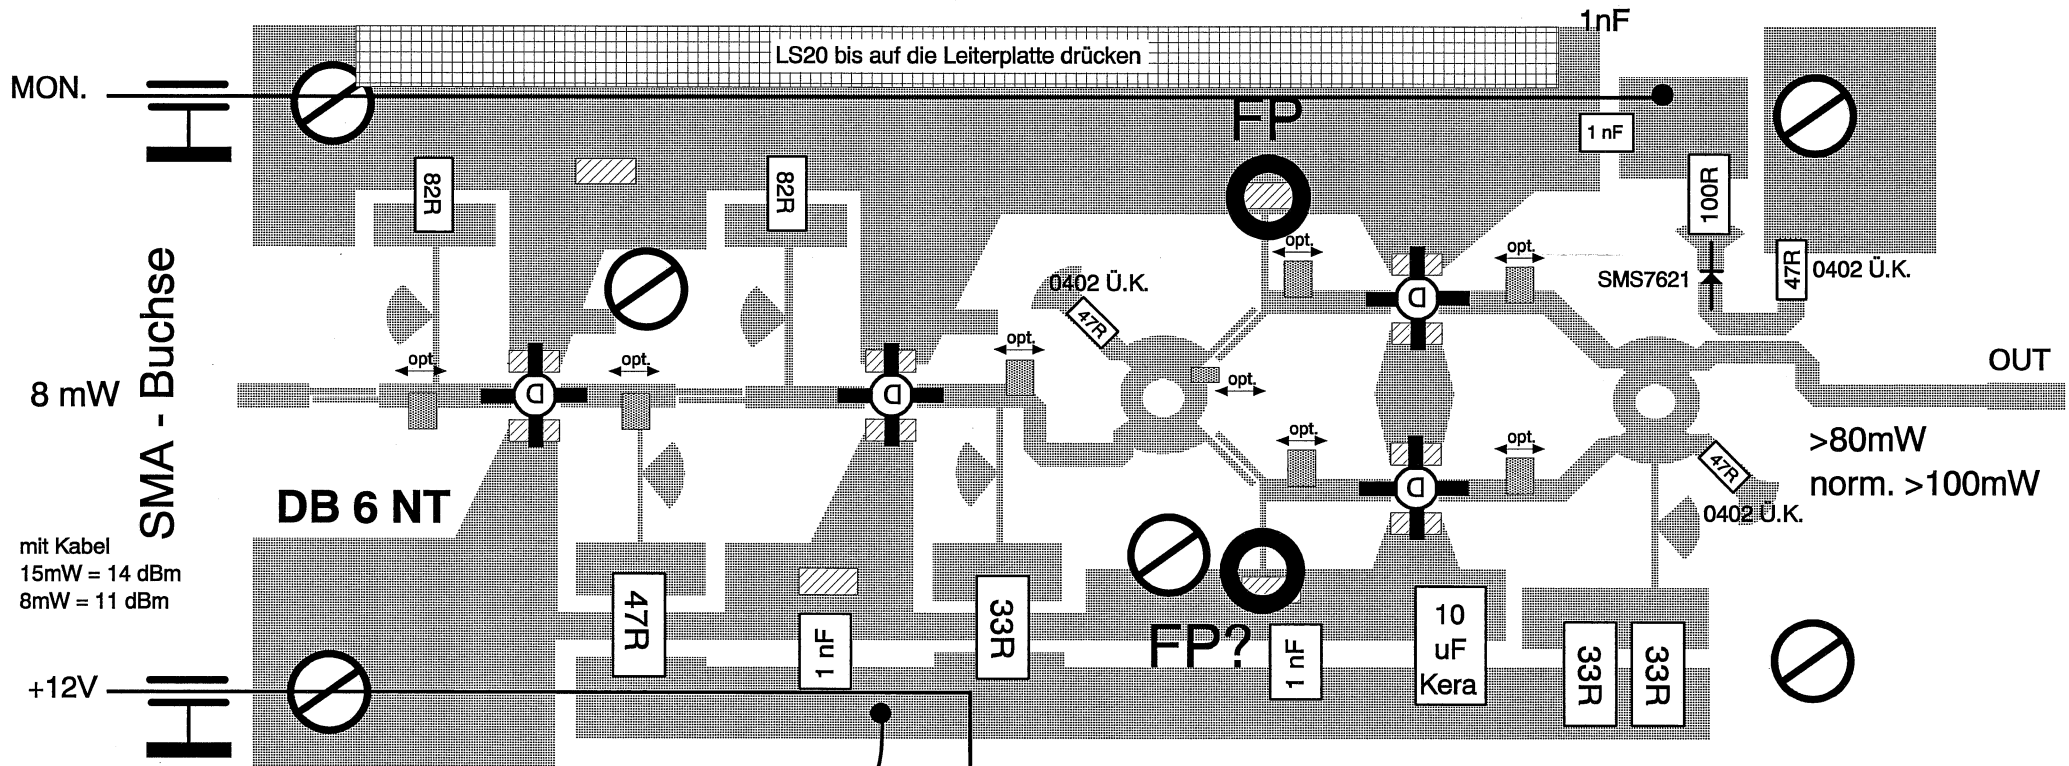 1nF
LS20 bis auf die Leiterplatte drücken
MON.
FP
1 nF
82R
82R
100R
opt.
opt.
SMS7621
47R
0402 Ü.K.
0402 Ü.K.
47R
D
SMA - Buchse
opt.
opt.
opt.
opt.
OUT
8 mW
D
D
opt.
opt.
>80mW
47R
norm. >100mW
D
DB 6 NT
0402 Ü.K.
mit Kabel
15mW = 14 dBm
8mW = 11 dBm
47R
1 nF
33R
FP?
1 nF
10
uF
Kera
33R
33R
+12V